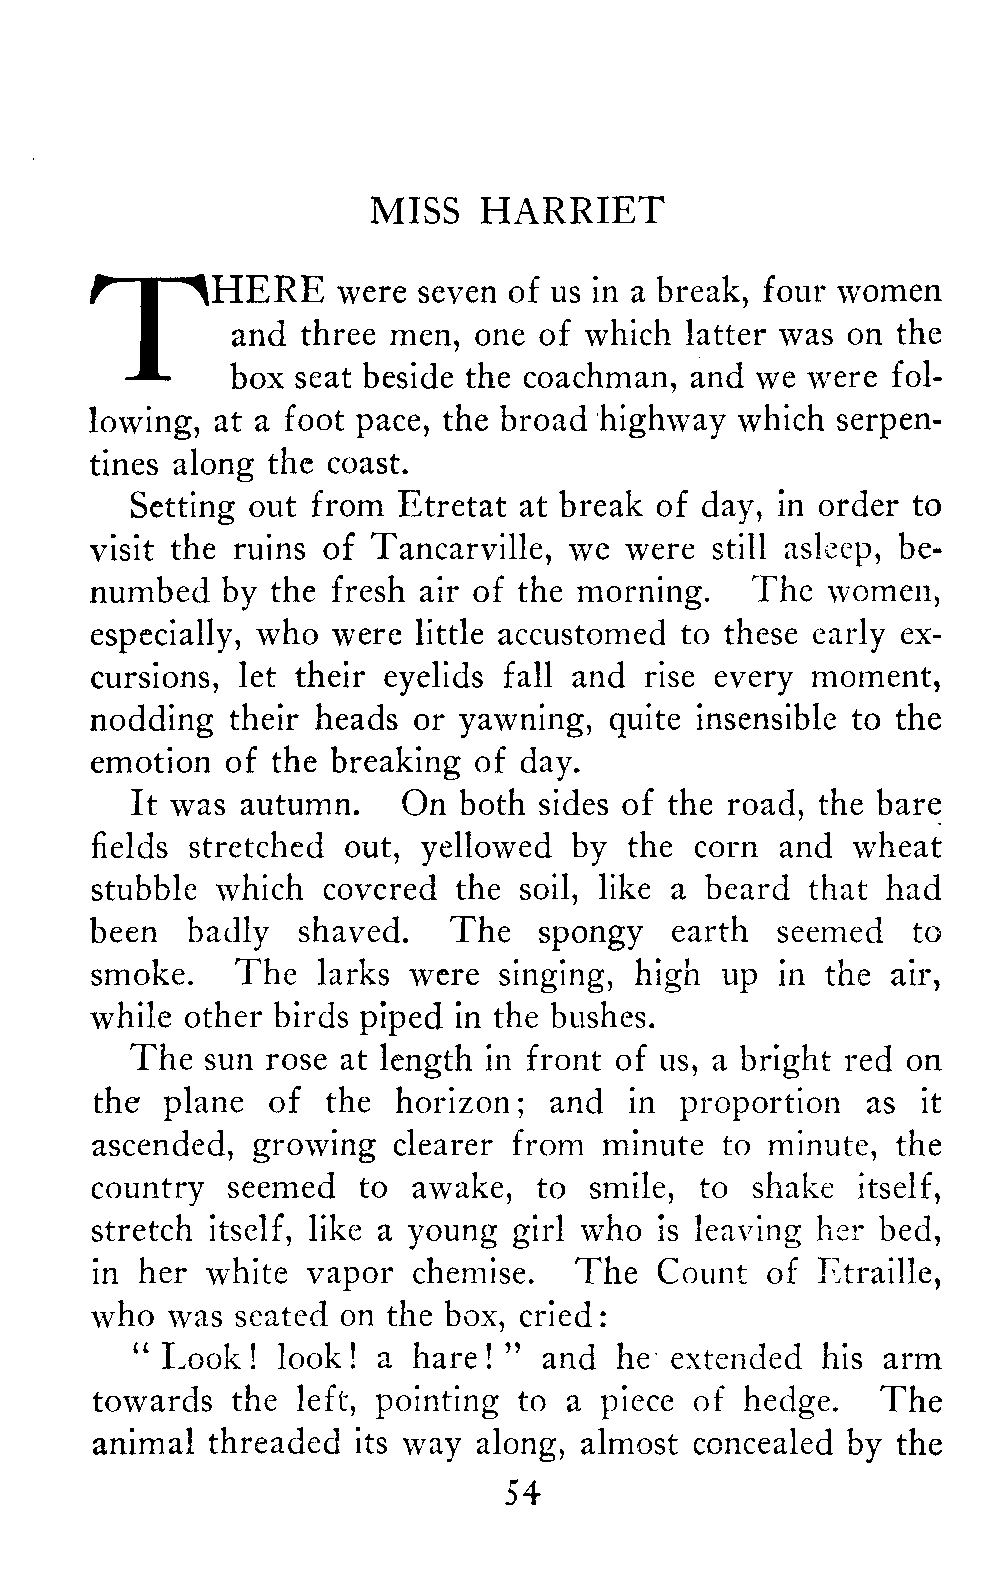 MISS HARRIET
THERE were seven of us in a break, four women
and three men, one of which latter was on the
box seat beside the coachman, and we were fol-
lowing, at a foot pace, the broad highway which serpen-
tines along the coast.
Setting out from Etretat at break of day, in order to
visit the ruins of Tancarville, we were still asleep, be-
numbed by the fresh air of the morning. The women,
especially, who were little accustomed to these early ex-
cursions, let their eyelids fall and rise every moment,
nodding their heads or yawning, quite insensible to the
emotion of the breaking of day.
It was autumn. On both sides of the road, the bare
fields stretched out, yellowed by the corn and wheat
stubble which covered the soil, like a beard that had
been badly shaved. The spongy earth seemed to
smoke. The larks were singing, high up in the air,
while other birds piped in the bushes.
The sun rose at length in front of us, a bright red on
the plane of the horizon; and in proportion as it
ascended, growing clearer from minute to minute, the
country seemed to awake, to smile, to shake itself,
stretch itself, like a young girl who is leaving her bed,
in her white vapor chemise. The Count of Etraille,
who was seated on the box, cried:
" Look! look! a hare! " and he extended his arm
towards the left, pointing to a piece of hedge. The
animal threaded its way along, almost concealed by the
54